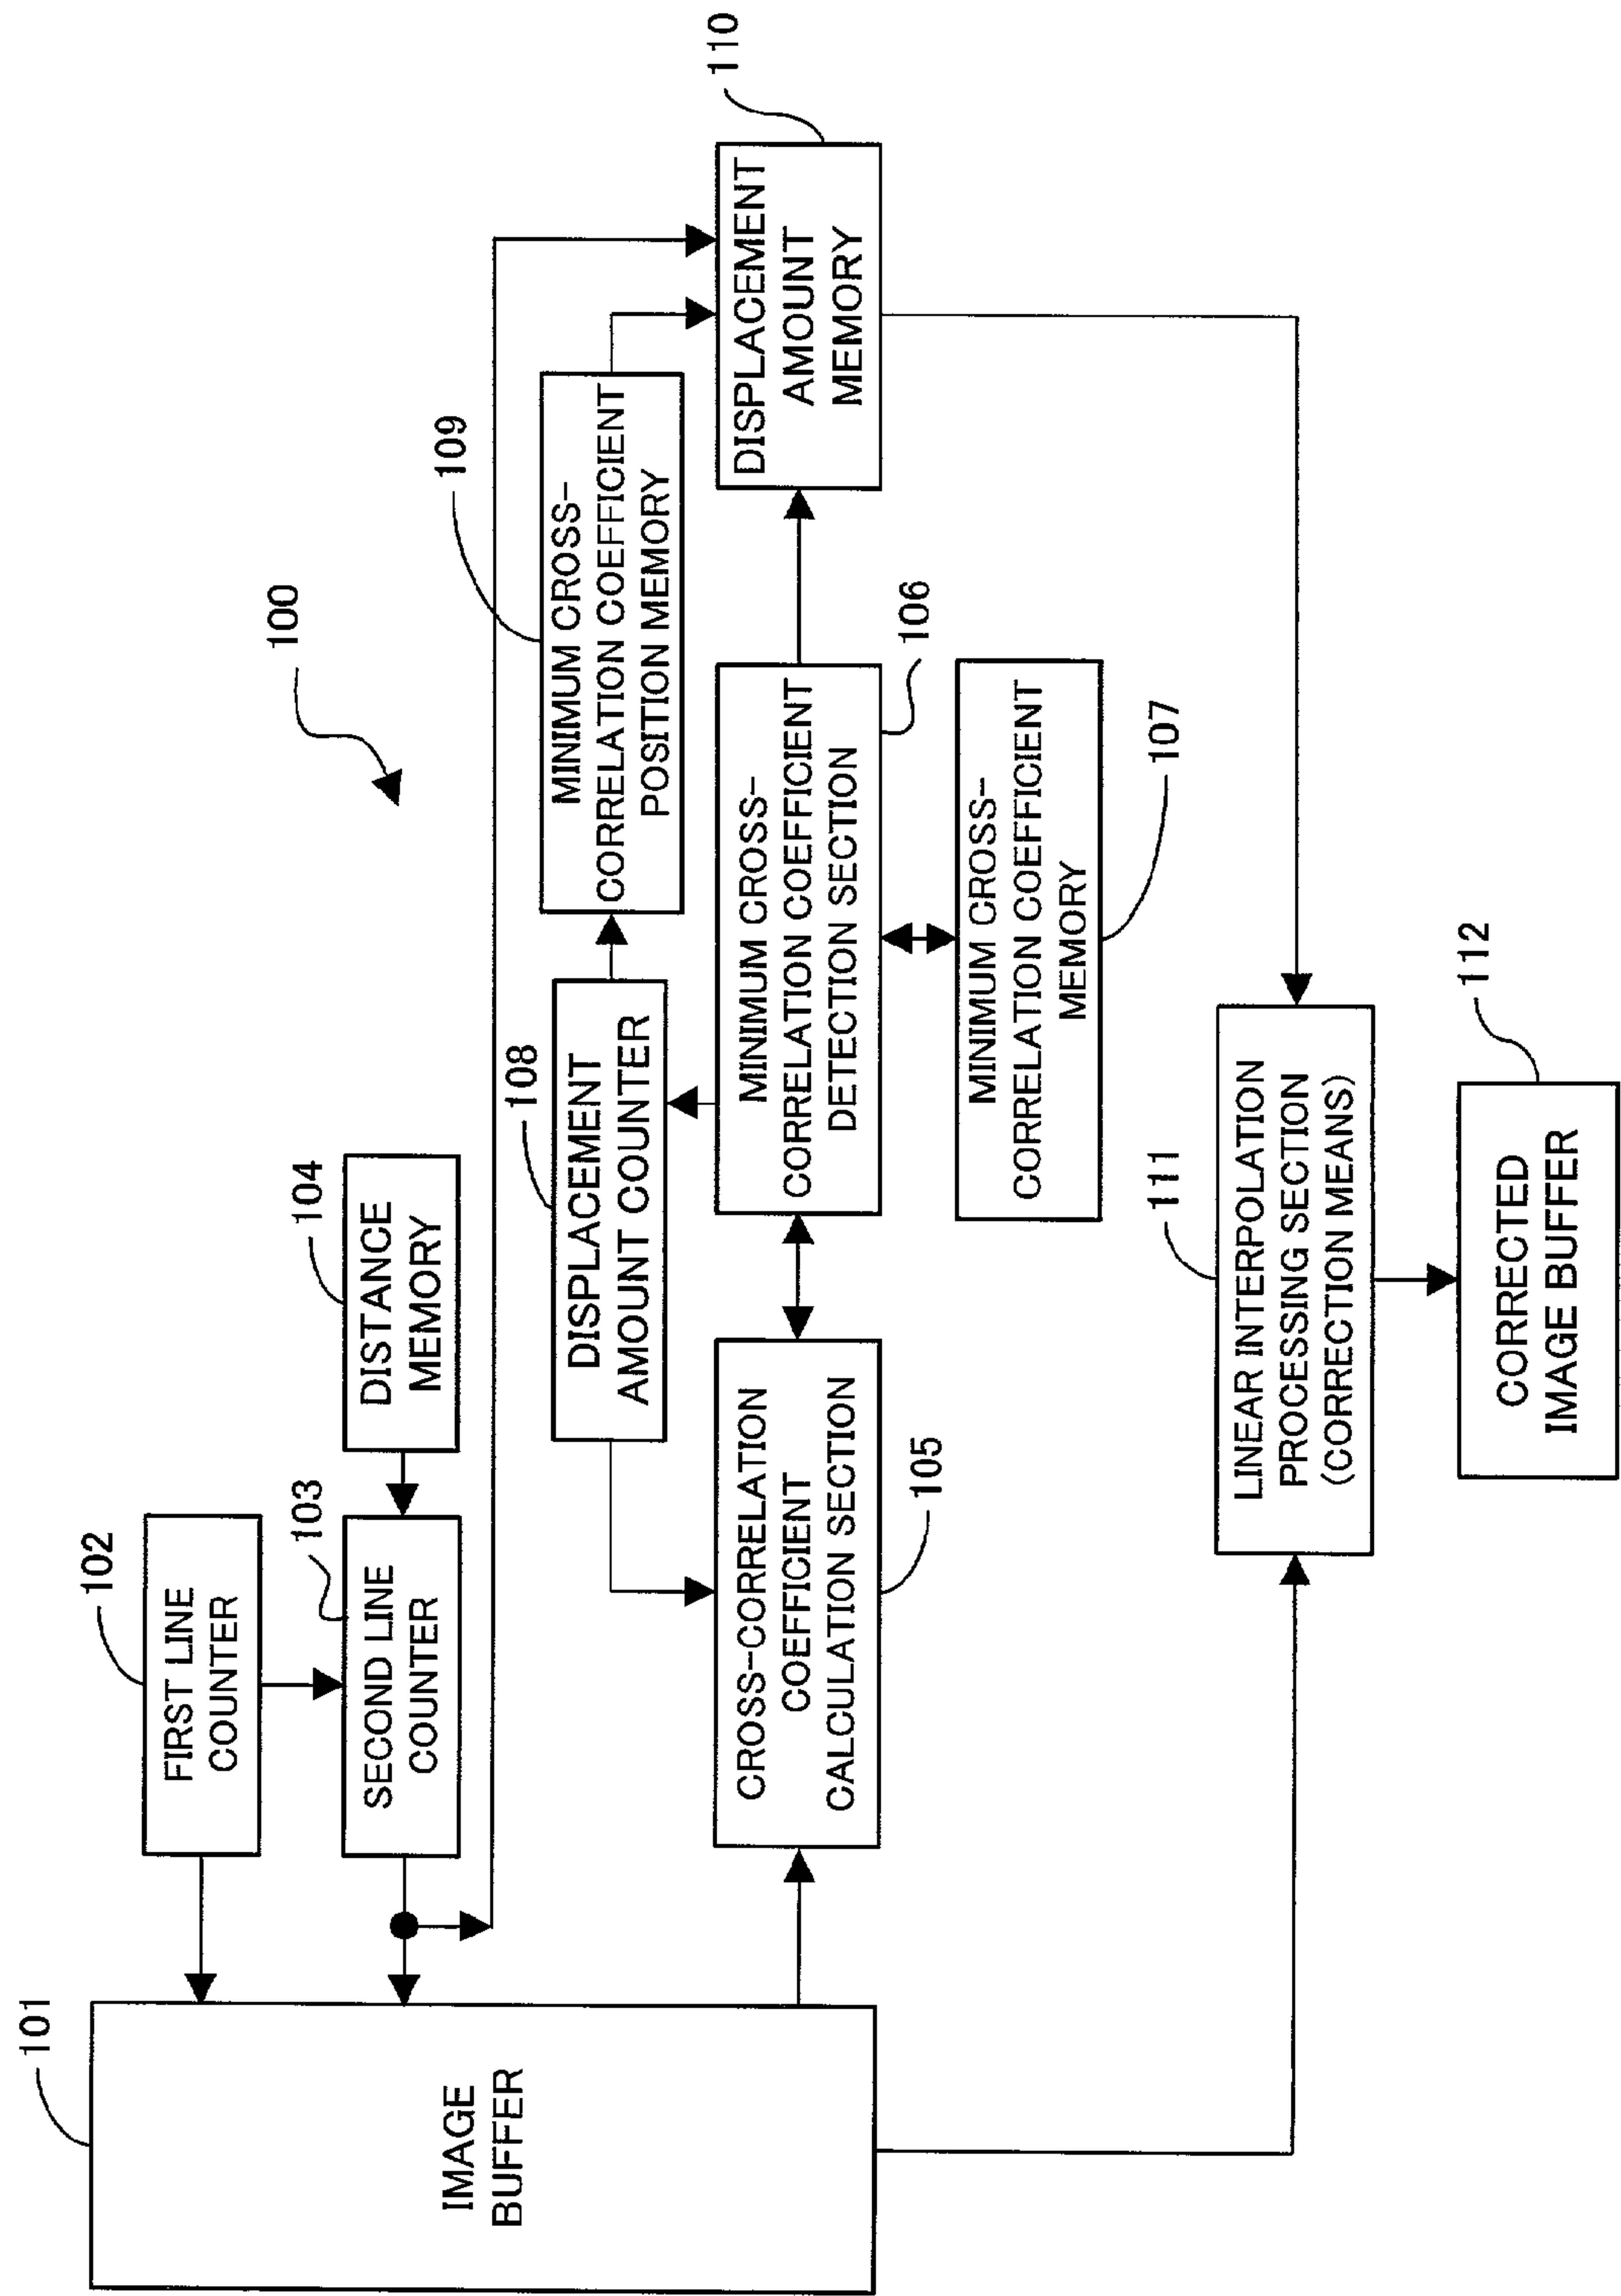 100
101
IMAGE
BUFFER
102
FIRST LINE
COUNTER
103
SECOND LINE
COUNTER
104
DISTANCE
MEMORY
108
DISPLACEMENT
AMOUNT COUNTER
109
MINIMUM CROSS-
CORRELATION COEFFICIENT
POSITION MEMORY
110
DISPLACEMENT
AMOUNT
MEMORY
CROSS-CORRELATION
COEFFICIENT
CALCULATION SECTION
105
MINIMUM CROSS-
CORRELATION COEFFICIENT
DETECTION SECTION
106
MINIMUM CROSS-
CORRELATION COEFFICIENT
MEMORY
107
111
LINEAR INTERPOLATION
PROCESSING SECTION
(CORRECTION MEANS)
112
CORRECTED
IMAGE BUFFER